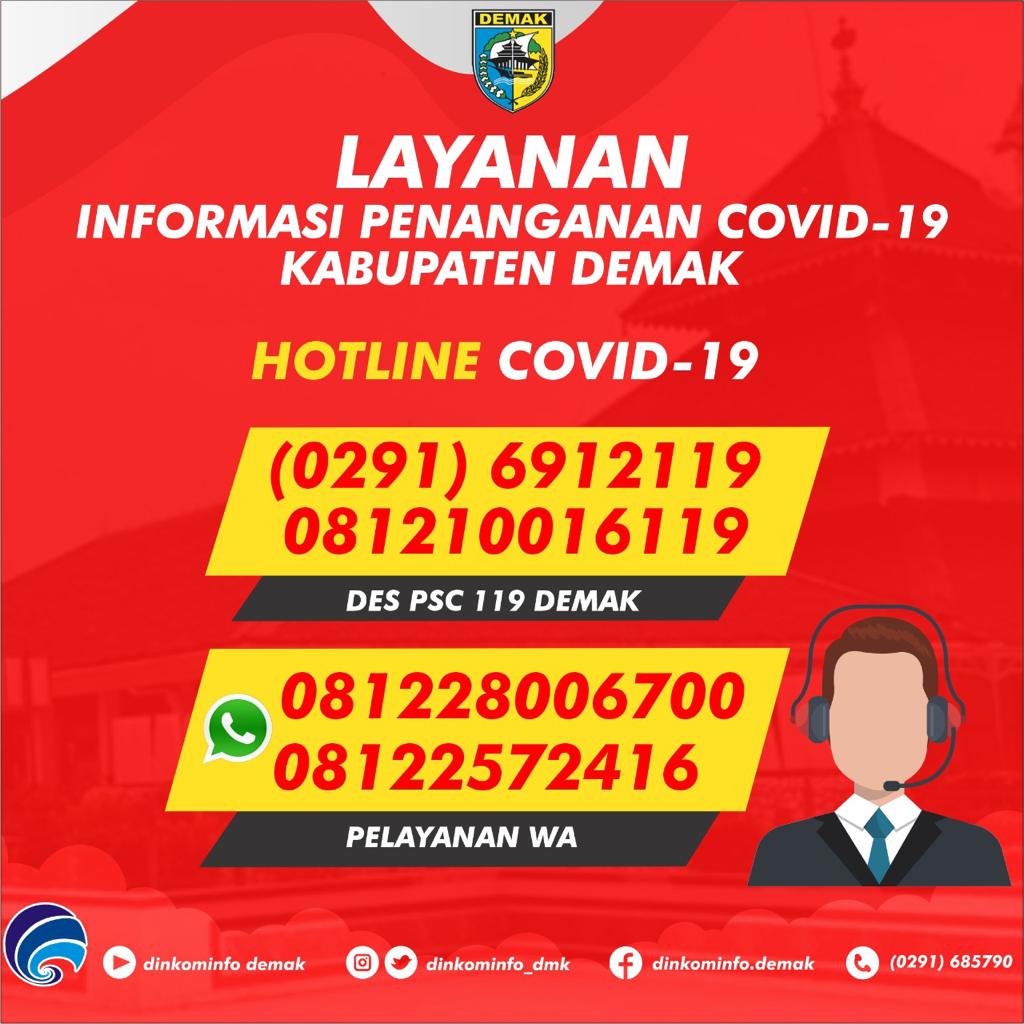 DEMAK
LAYANAN
INFORMASI PENANGANAN COVID-19
KABUPATEN DEMAK
HOTLINE COVID-19
(0291) 6912119
081210016119
DES PSC 119 DEMAK
081228006700
08122572416
PELAYANAN WA
dinkominfo demak
dinkominfo_dmk
dinkominfo.demak
(0291) 685790